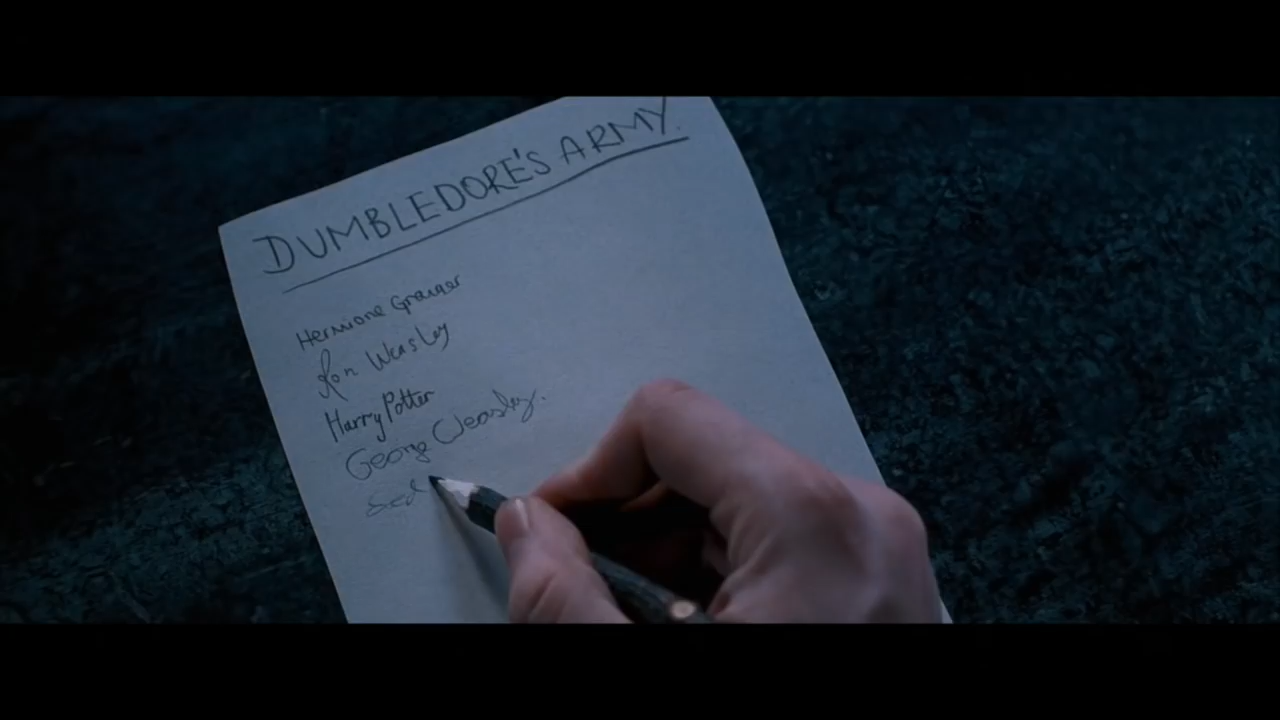 DUMBLEDORE'S ARMY.
Hermione Granger
Ron Weasley
Harry Potter
George Weasley.